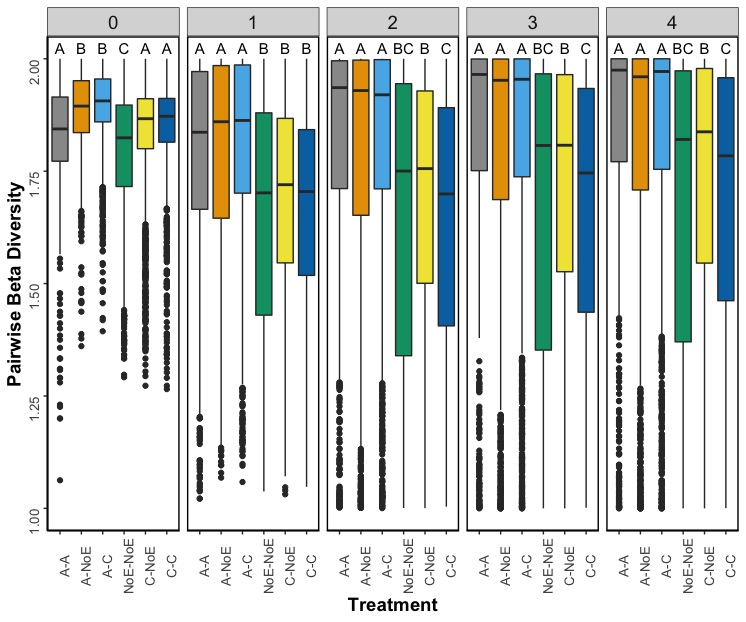 0 1 2 3 4
A B B C A A A A A B B B A A A BC B C A A A BC B C A A A BC B C
Pairwise Beta Diversity
2.00
1.75
1.50
1.25
1.00
A-A A-NoE A-C NoE-NoE C-NoE C-C A-A A-NoE A-C NoE-NoE C-NoE C-C A-A A-NoE A-C NoE-NoE C-NoE C-C A-A A-NoE A-C NoE-NoE C-NoE C-C A-A A-NoE A-C NoE-NoE C-NoE C-C
Treatment